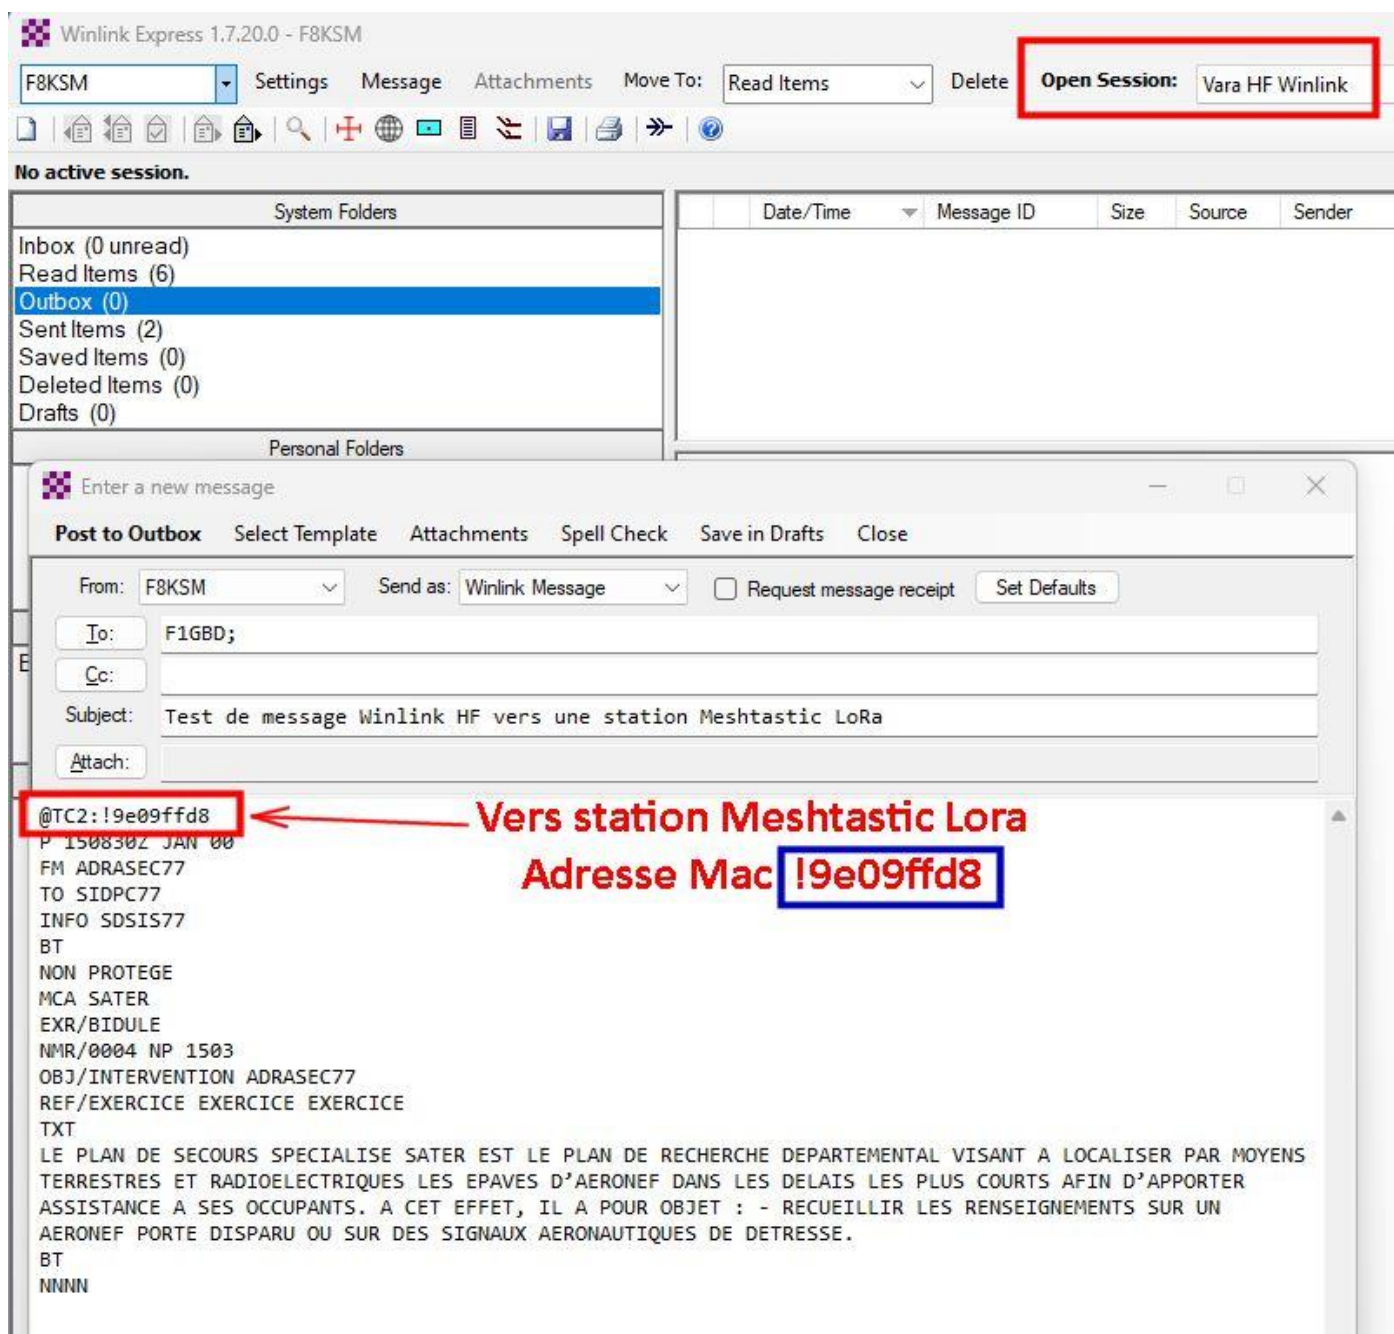 Winlink Express 1.7.20.0 - F8KSM
F8KSM Settings Message Attachments Move To: Read Items Delete Open Session: Vara HF Winlink
No active session.
System Folders
Date/Time Message ID Size Source Sender
Inbox (0 unread)
Read Items (6)
Outbox (0)
Sent Items (2)
Saved Items (0)
Deleted Items (0)
Drafts (0)
Personal Folders
Enter a new message
Post to Outbox Select Template Attachments Spell Check Save in Drafts Close
From: F8KSM Send as: Winlink Message Request message receipt Set Defaults
To: F1GBD;
Cc:
Subject: Test de message Winlink HF vers une station Meshtastic LoRa
Attach:
@TC2:!9e09ffd8
Vers station Meshtastic Lora
Adresse Mac !9e09ffd8
P 150830Z JAN 00
FM ADRASEC77
TO SIDPC77
INFO SDSIS77
BT
NON PROTEGE
MCA SATER
EXR/BIDULE
NMR/0004 NP 1503
OBJ/INTERVENTION ADRASEC77
REF/EXERCICE EXERCICE EXERCICE
TXT
LE PLAN DE SECOURS SPECIALISE SATER EST LE PLAN DE RECHERCHE DEPARTEMENTAL VISANT A LOCALISER PAR MOYENS
TERRESTRES ET RADIOELECTRIQUES LES EPAVES D’AERONEF DANS LES DELAIS LES PLUS COURTS AFIN D’APPORTER
ASSISTANCE A SES OCCUPANTS. A CET EFFET, IL A POUR OBJET : - RECUEILLIR LES RENSEIGNEMENTS SUR UN
AERONEF PORTE DISPARU OU SUR DES SIGNAUX AERONAUTIQUES DE DETRESSE.
BT
NNNN